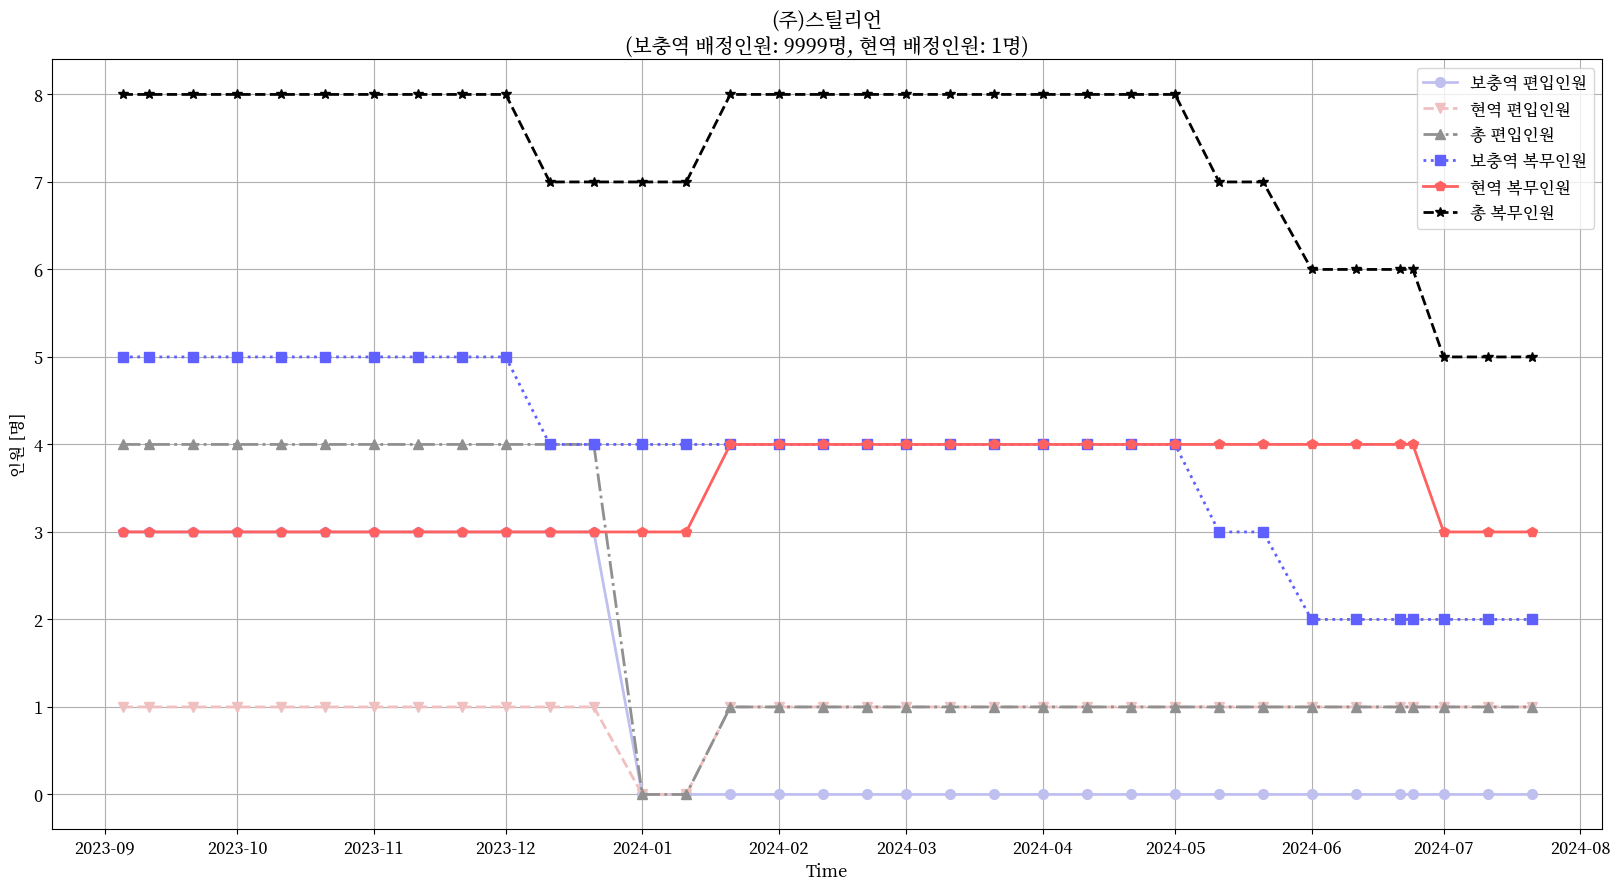 (주)스틸리언
(보충역 배정인원: 9999명, 현역 배정인원: 1명)
보충역 편입인원
현역 편입인원
총 편입인원
보충역 복무인원
현역 복무인원
총 복무인원
인원 [명]
8
7
6
5
4
3
2
1
0
2023-09 2023-10 2023-11 2023-12 2024-01 2024-02 2024-03 2024-04 2024-05 2024-06 2024-07 2024-08
Time